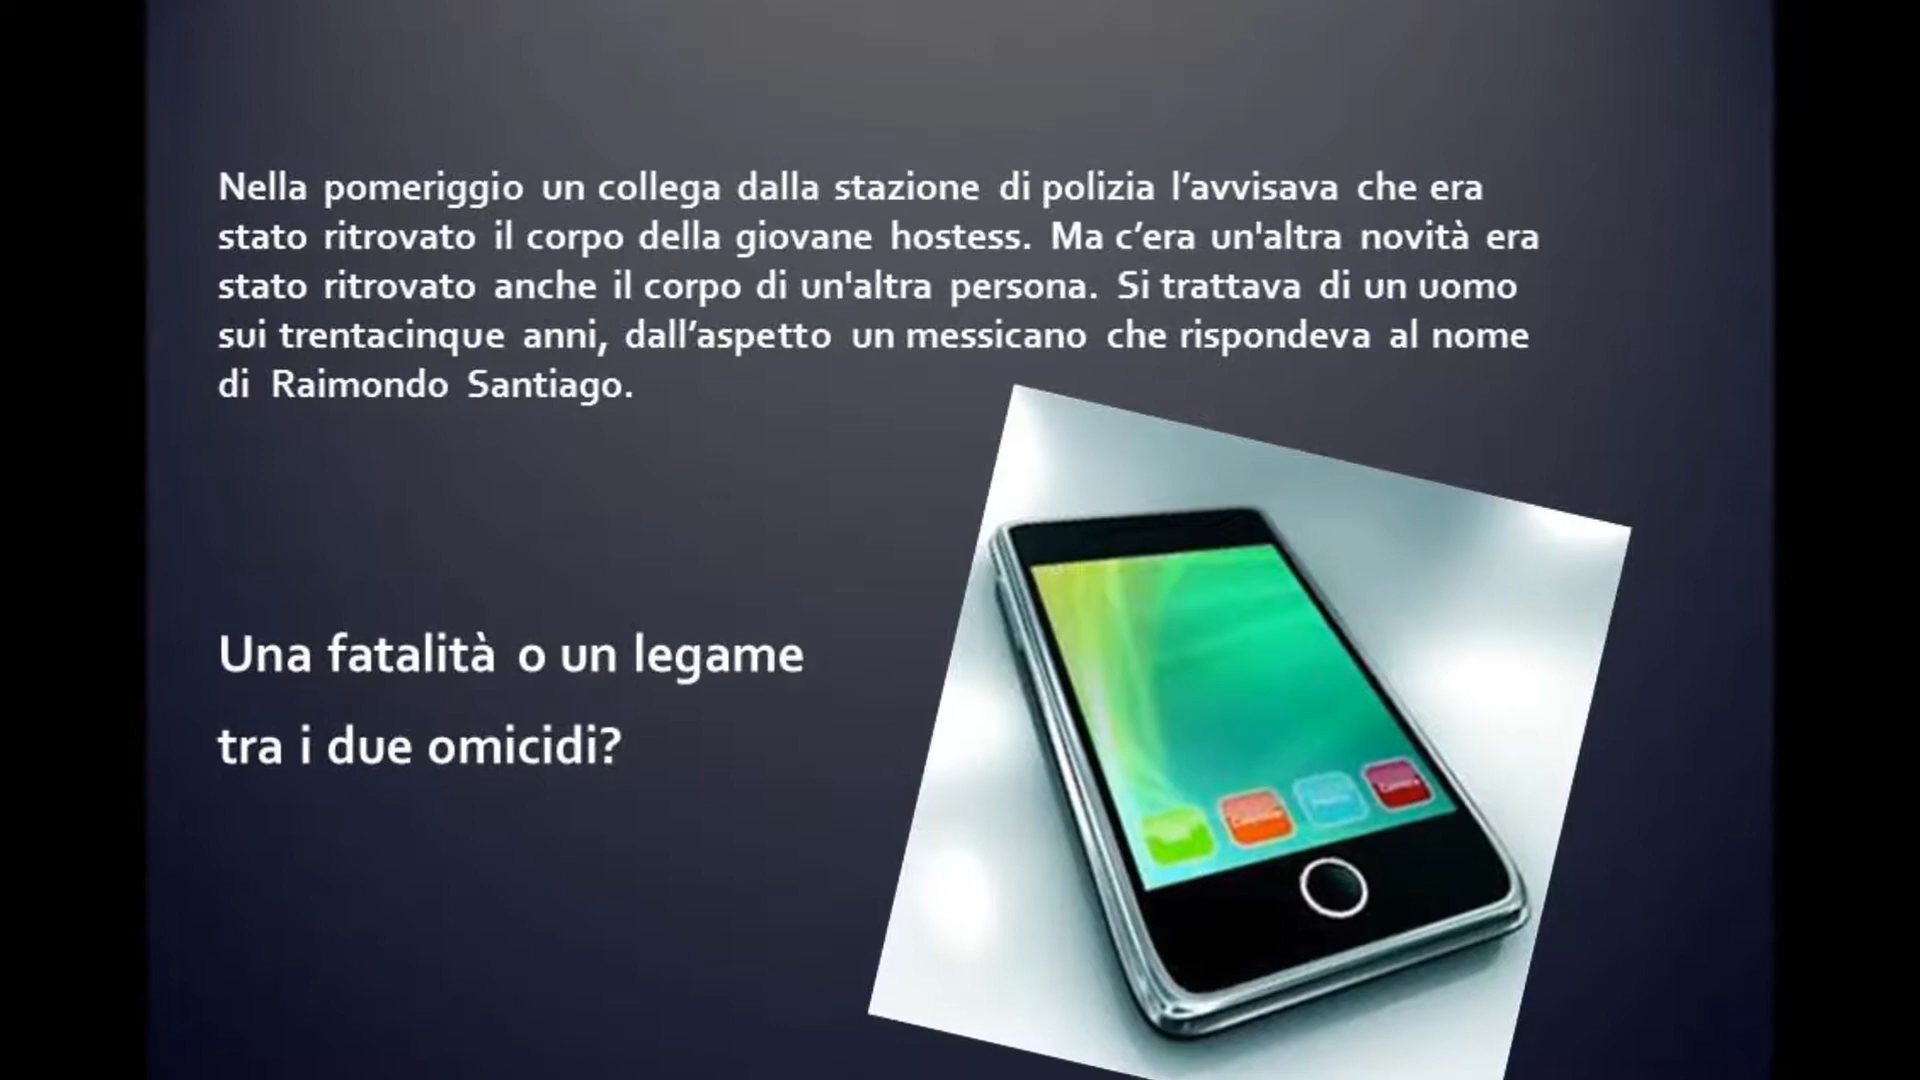 Nella pomeriggio un collega dalla stazione di polizia l’avvisava che era
stato ritrovato il corpo della giovane hostess. Ma c’era un'altra novità era
stato ritrovato anche il corpo di un'altra persona. Si trattava di un uomo
sui trentacinque anni, dall’aspetto un messicano che rispondeva al nome
di Raimondo Santiago.
Una fatalità o un legame
tra i due omicidi?